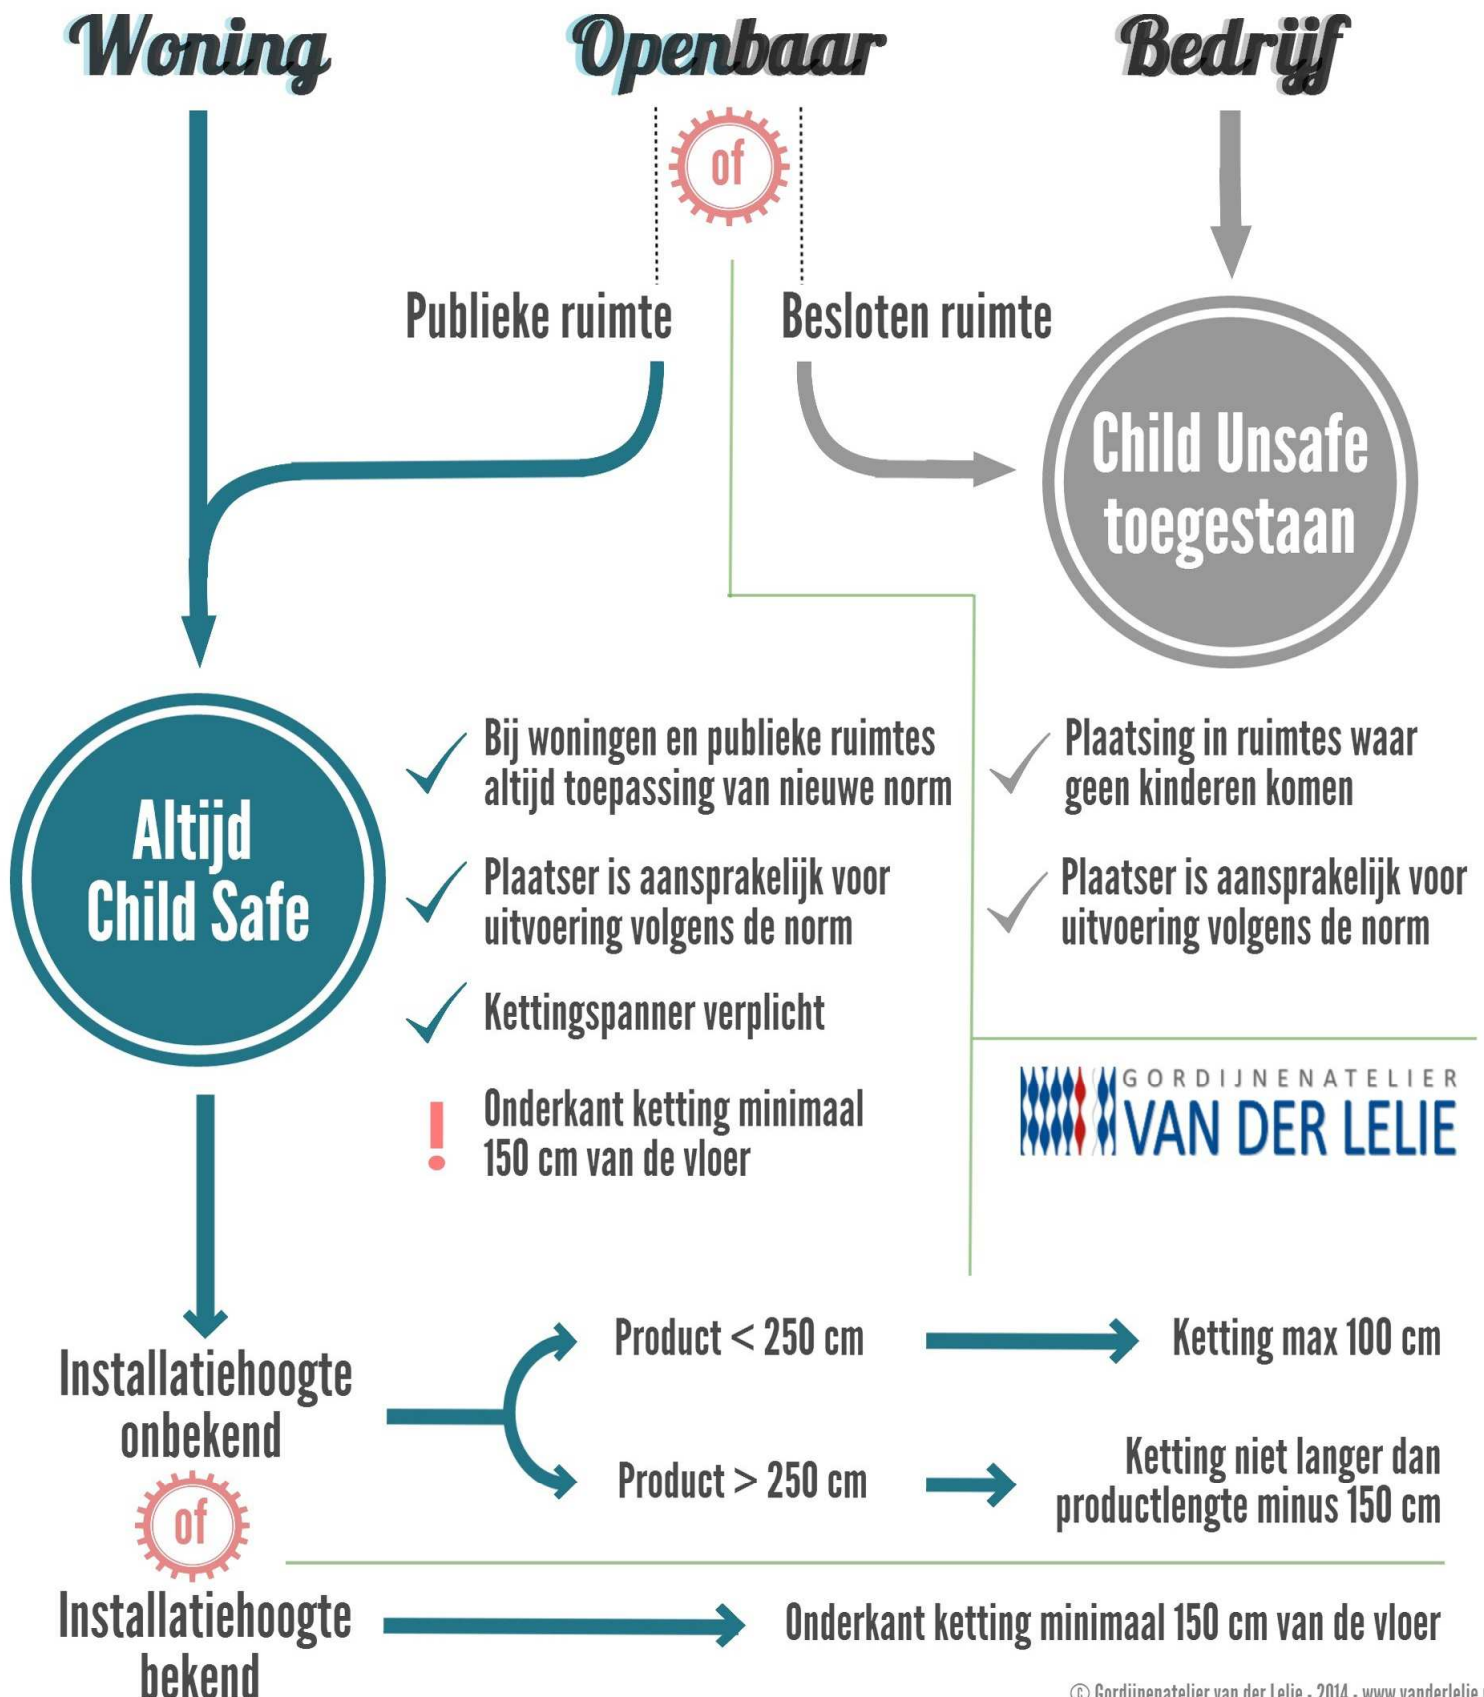 Woning
Openbaar
Bedrijf
of
Publieke ruimte
Besloten ruimte
Child Unsafe
toegestaan
Altijd
Child Safe
Bij woningen en publieke ruimtes
altijd toepassing van nieuwe norm
Plaatser is aansprakelijk voor
uitvoering volgens de norm
Kettingspanner verplicht
!
Onderkant ketting minimaal
150 cm van de vloer
Plaatsing in ruimtes waar
geen kinderen komen
Plaatser is aansprakelijk voor
uitvoering volgens de norm
GORDIJNENATELIER
VAN DER LELIE
Installatiehoogte
onbekend
Product < 250 cm
Ketting max 100 cm
Product > 250 cm
Ketting niet langer dan
productlengte minus 150 cm
of
Installatiehoogte
bekend
Onderkant ketting minimaal 150 cm van de vloer
© Gordijnenatelier van der Lelie - 2014 - www.vanderlelie